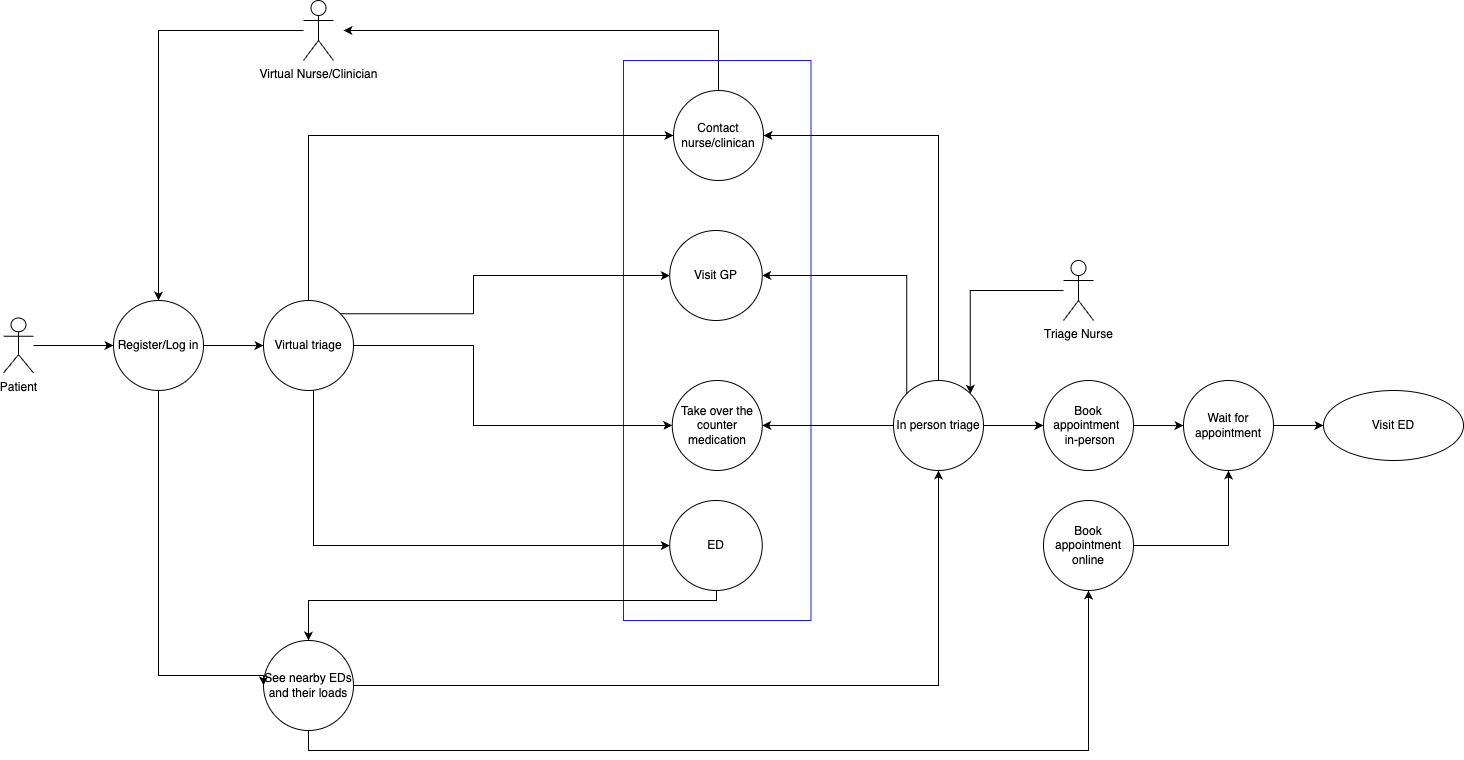 Virtual Nurse/Clinician
Contact
nurse/clinican
Visit GP
Triage Nurse
Patient
Register/Log in
Virtual triage
Take over the
counter
medication
In person triage
Book
appointment
in-person
Wait for
appointment
Visit ED
ED
Book
appointment
online
See nearby EDs
and their loads